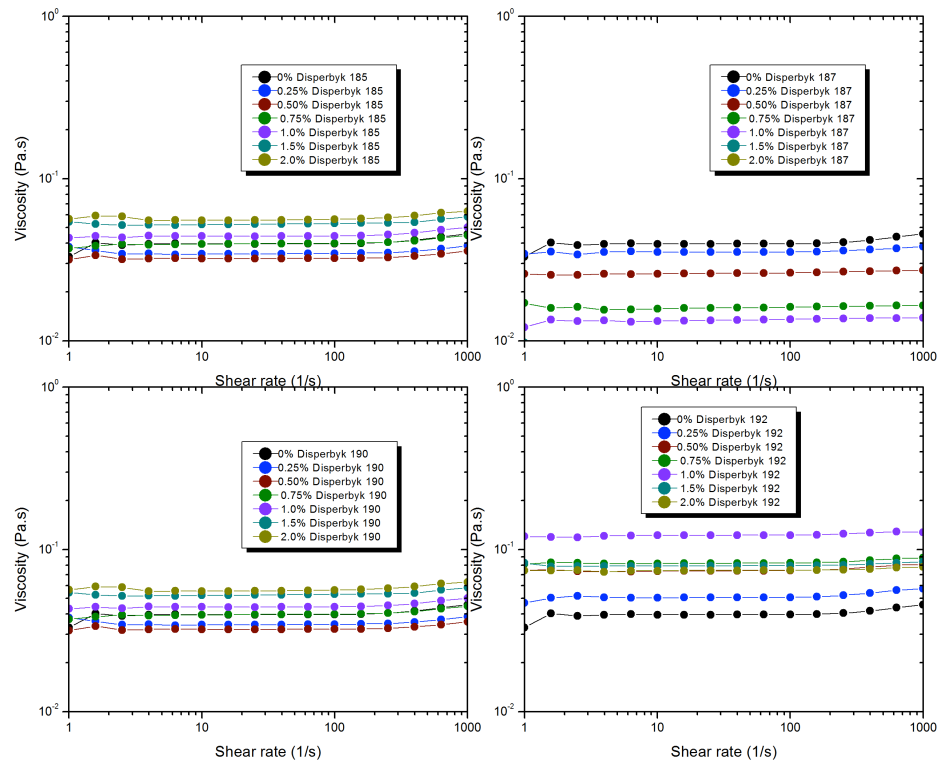 10^0
0% Disperbyk 185
0.25% Disperbyk 185
0.50% Disperbyk 185
0.75% Disperbyk 185
1.0% Disperbyk 185
1.5% Disperbyk 185
2.0% Disperbyk 185
Viscosity (Pa.s)
10^-1
10^-2
1 10 100 1000
Shear rate (1/s)
10^0
0% Disperbyk 187
0.25% Disperbyk 187
0.50% Disperbyk 187
0.75% Disperbyk 187
1.0% Disperbyk 187
1.5% Disperbyk 187
2.0% Disperbyk 187
Viscosity (Pa.s)
10^-1
10^-2
1 10 100 1000
Shear rate (1/s)
10^0
0% Disperbyk 190
0.25% Disperbyk 190
0.50% Disperbyk 190
0.75% Disperbyk 190
1.0% Disperbyk 190
1.5% Disperbyk 190
2.0% Disperbyk 190
Viscosity (Pa.s)
10^-1
10^-2
1 10 100 1000
Shear rate (1/s)
10^0
0% Disperbyk 192
0.25% Disperbyk 192
0.50% Disperbyk 192
0.75% Disperbyk 192
1.0% Disperbyk 192
1.5% Disperbyk 192
2.0% Disperbyk 192
Viscosity (Pa.s)
10^-1
10^-2
1 10 100 1000
Shear rate (1/s)